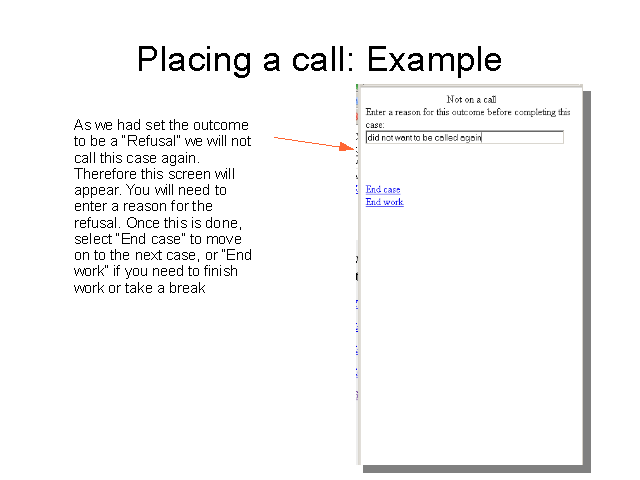 Placing a call: Example
As we had set the outcome
to be a “Refusal” we will not
call this case again.
Therefore this screen will
appear. You will need to
enter a reason for the
refusal. Once this is done,
select “End case” to move
on to the next case, or “End
work” if you need to finish
work or take a break
Not on a call
Enter a reason for this outcome before completing this
case:
did not want to be called again
End case
End work